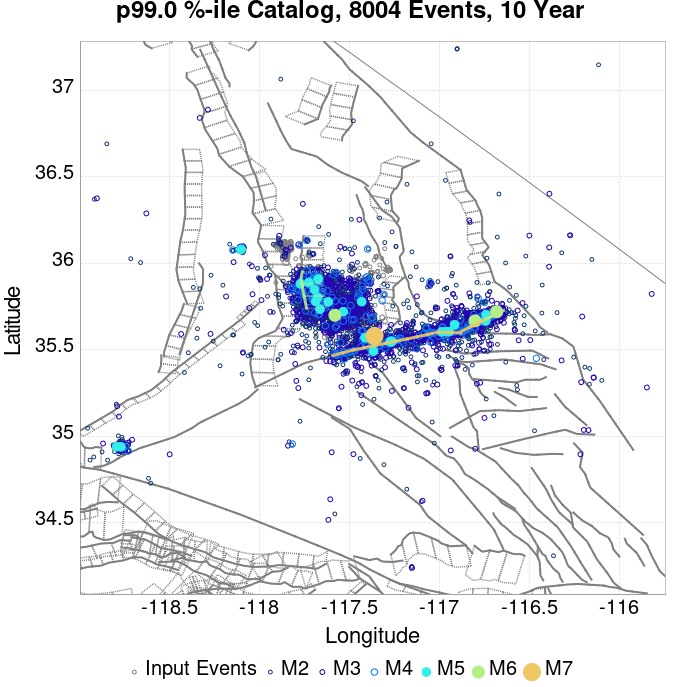 p99.0 %-ile Catalog, 8004 Events, 10 Year
37
36.5
36
35.5
35
34.5
Latitude
-118.5 -118 -117.5 -117 -116.5 -116
Longitude
Input Events M2 M3 M4 M5 M6 M7